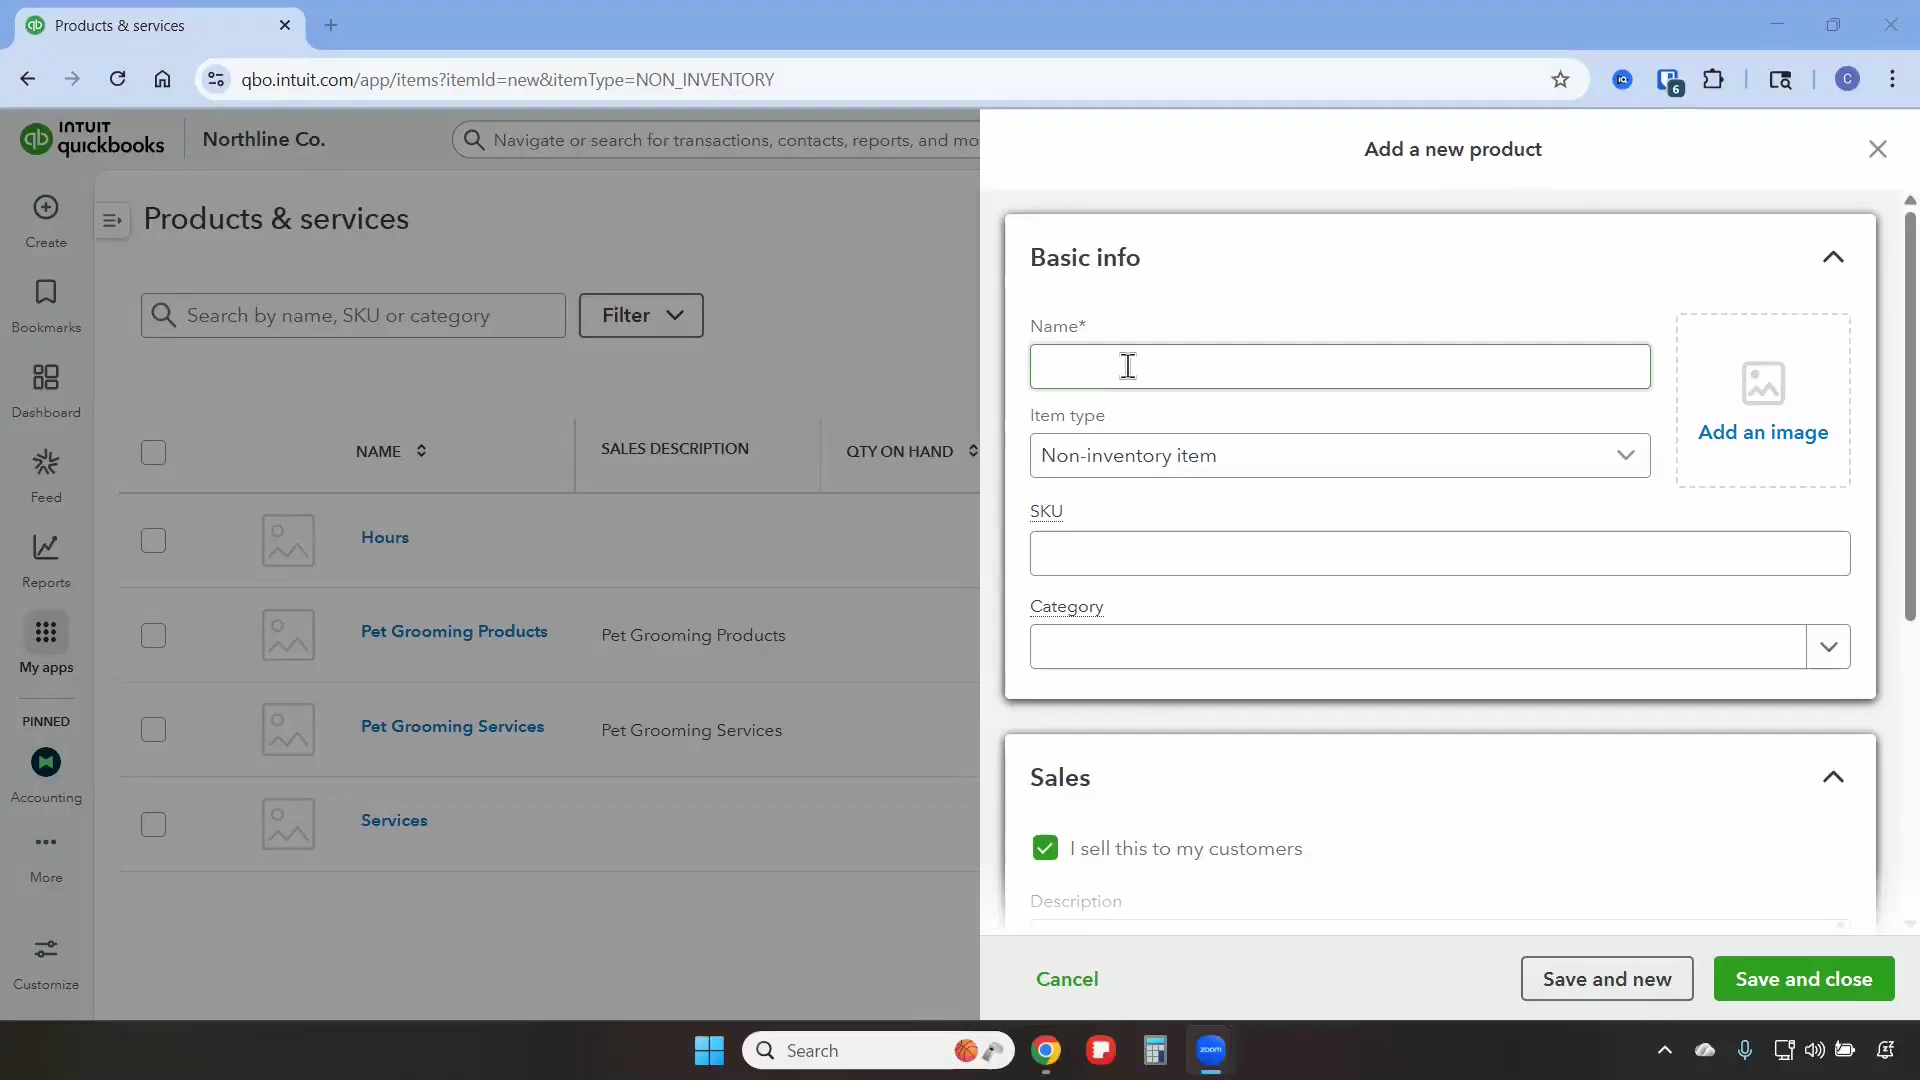 Products & services
qbo.intuit.com/app/items?itemId=new&itemType=NON_INVENTORY
6
C
INTUIT
quickbooks
Northline Co.
Navigate or search for transactions, contacts, reports, and mo
Create
Bookmarks
Dashboard
Feed
Reports
My apps
PINNED
Accounting
More
Customize
Products & services
Search by name, SKU or category
Filter
NAME
SALES DESCRIPTION
QTY ON HAND
Hours
Pet Grooming Products
Pet Grooming Products
Pet Grooming Services
Pet Grooming Services
Services
Add a new product
Basic info
Name*
Item type
Non-inventory item
Add an image
SKU
Category
Sales
I sell this to my customers
Description
Cancel
Save and new
Save and close
Search
zoom